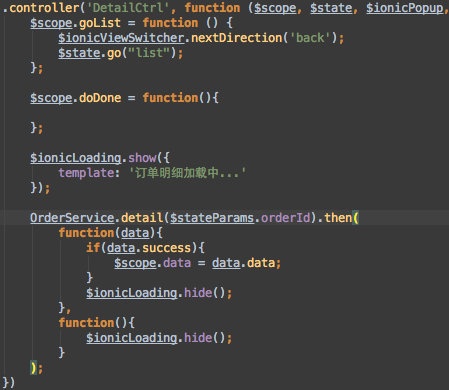 .controller('DetailCtrl', function ($scope, $state, $ionicPopup,
    $scope.goList = function () {
        $ionicViewSwitcher.nextDirection('back');
        $state.go("list");
    };

    $scope.doDone = function(){

    };

    $ionicLoading.show({
        template: '订单明细加载中...'
    });

    OrderService.detail($stateParams.orderId).then(
        function(data){
            if(data.success){
                $scope.data = data.data;
            }
            $ionicLoading.hide();
        },
        function(){
            $ionicLoading.hide();
        }
    );
})